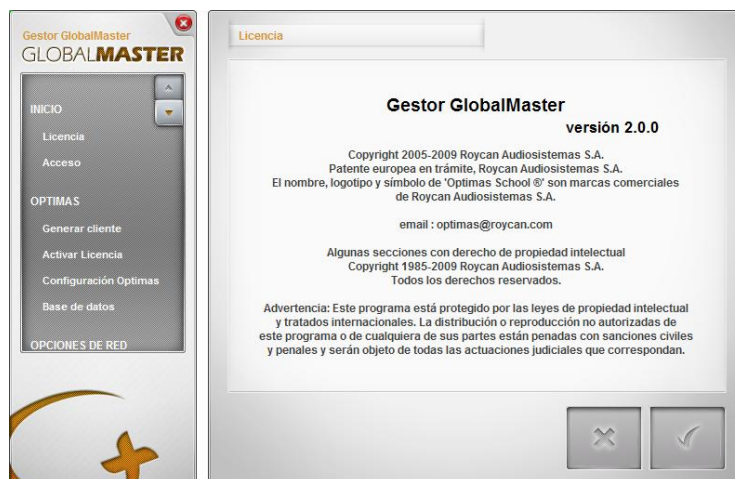 Gestor GlobalMaster
GLOBALMASTER
INICIO
Licencia
Acceso
OPTIMAS
Generar cliente
Activar Licencia
Configuración Optimas
Base de datos
OPCIONES DE RED
Licencia
Gestor GlobalMaster
versión 2.0.0
Copyright 2005-2009 Roycan Audiosistemas S.A.
Patente europea en trámite, Roycan Audiosistemas S.A.
El nombre, logotipo y símbolo de 'Optimas School ®' son marcas comerciales
de Roycan Audiosistemas S.A.
email : optimas@roycan.com
Algunas secciones con derecho de propiedad intelectual
Copyright 1985-2009 Roycan Audiosistemas S.A.
Todos los derechos reservados.
Advertencia: Este programa está protegido por las leyes de propiedad intelectual
y tratados internacionales. La distribución o reproducción no autorizadas de
este programa o de cualquiera de sus partes están penadas con sanciones civiles
y penales y serán objeto de todas las actuaciones judiciales que correspondan.